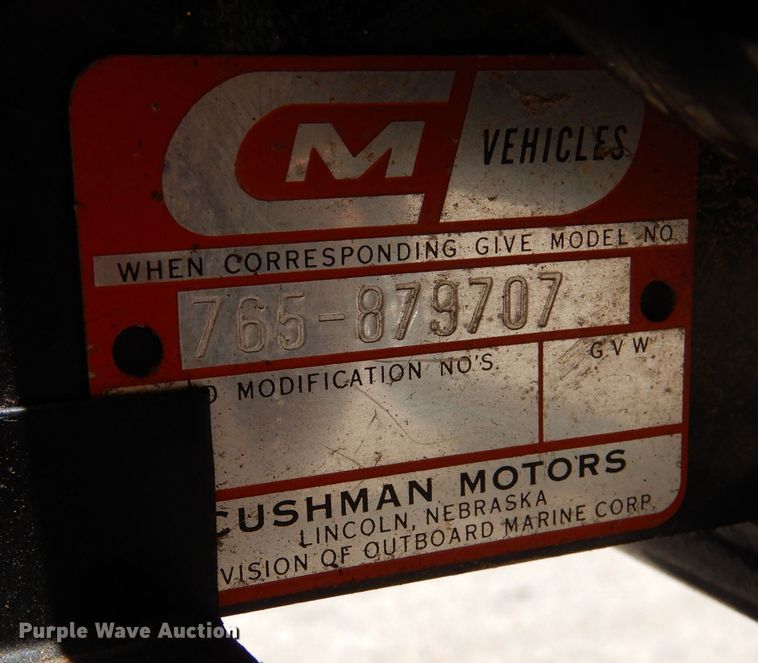 CM VEHICLES
WHEN CORRESPONDING GIVE MODEL NO.
765-879707
MODIFICATION NO'S.
GVW
CUSHMAN MOTORS
LINCOLN, NEBRASKA
VISION OF OUTBOARD MARINE CORP.
Purple Wave Auction